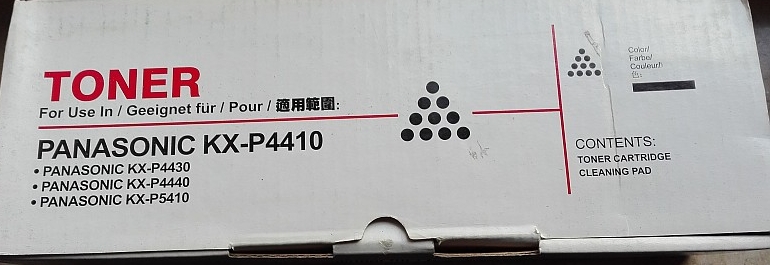 TONER
For Use In / Geeignet für / Pour / 適用範圍:
PANASONIC KX-P4410
• PANASONIC KX-P4430
• PANASONIC KX-P4440
• PANASONIC KX-P5410
Color/
Farbe/
Couleur/
色:
CONTENTS:
TONER CARTRIDGE
CLEANING PAD